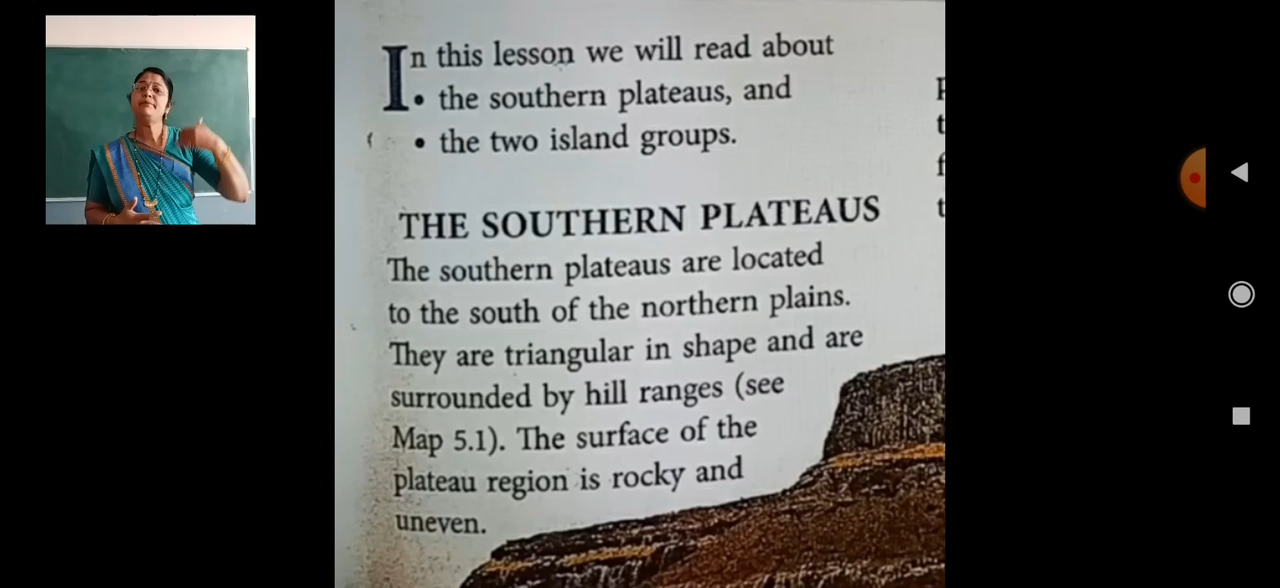 In this lesson we will read about
• the southern plateaus, and
• the two island groups.
THE SOUTHERN PLATEAUS
The southern plateaus are located
to the south of the northern plains.
They are triangular in shape and are
surrounded by hill ranges (see
Map 5.1). The surface of the
plateau region is rocky and
uneven.